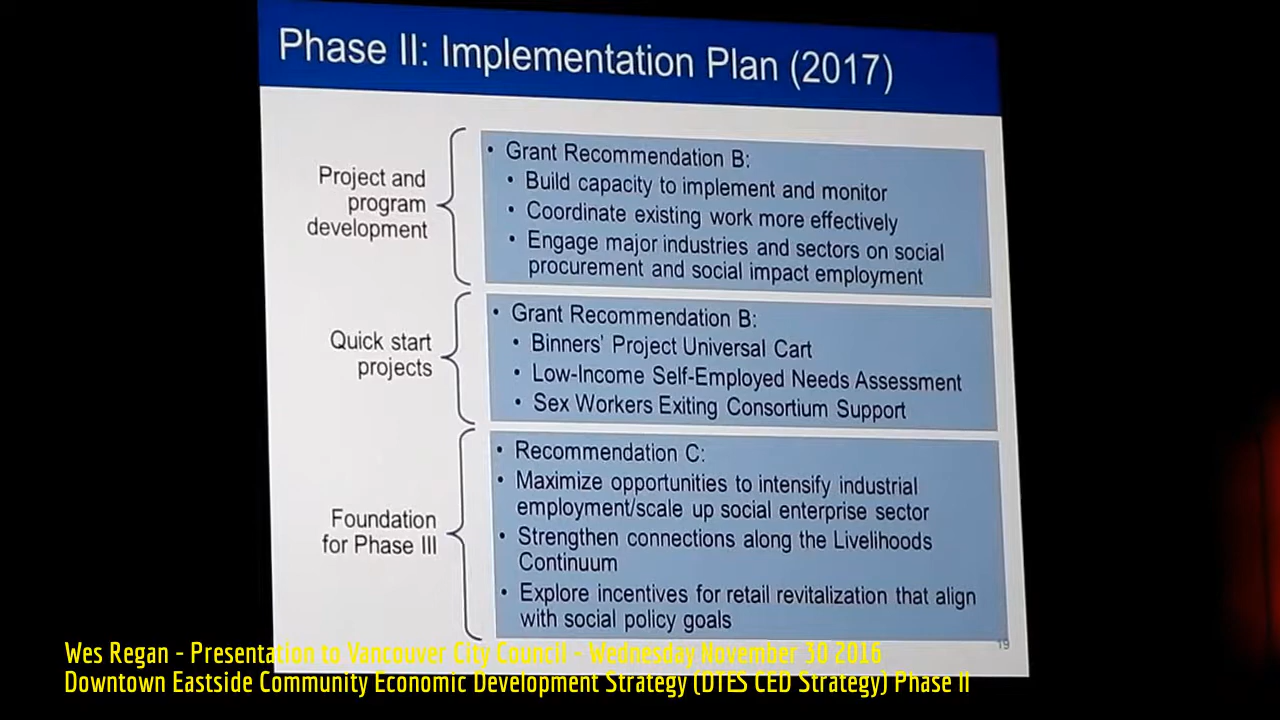 Phase II: Implementation Plan (2017)
Project and
program
development
• Grant Recommendation B:
• Build capacity to implement and monitor
• Coordinate existing work more effectively
• Engage major industries and sectors on social
procurement and social impact employment
Quick start
projects
• Grant Recommendation B:
• Binners' Project Universal Cart
• Low-Income Self-Employed Needs Assessment
• Sex Workers Exiting Consortium Support
Foundation
for Phase III
• Recommendation C:
• Maximize opportunities to intensify industrial
employment/scale up social enterprise sector
• Strengthen connections along the Livelihoods
Continuum
• Explore incentives for retail revitalization that align
with social policy goals
19
Wes Regan - Presentation to Vancouver City Council - Wednesday November 30 2016
Downtown Eastside Community Economic Development Strategy (DTES CED Strategy) Phase II